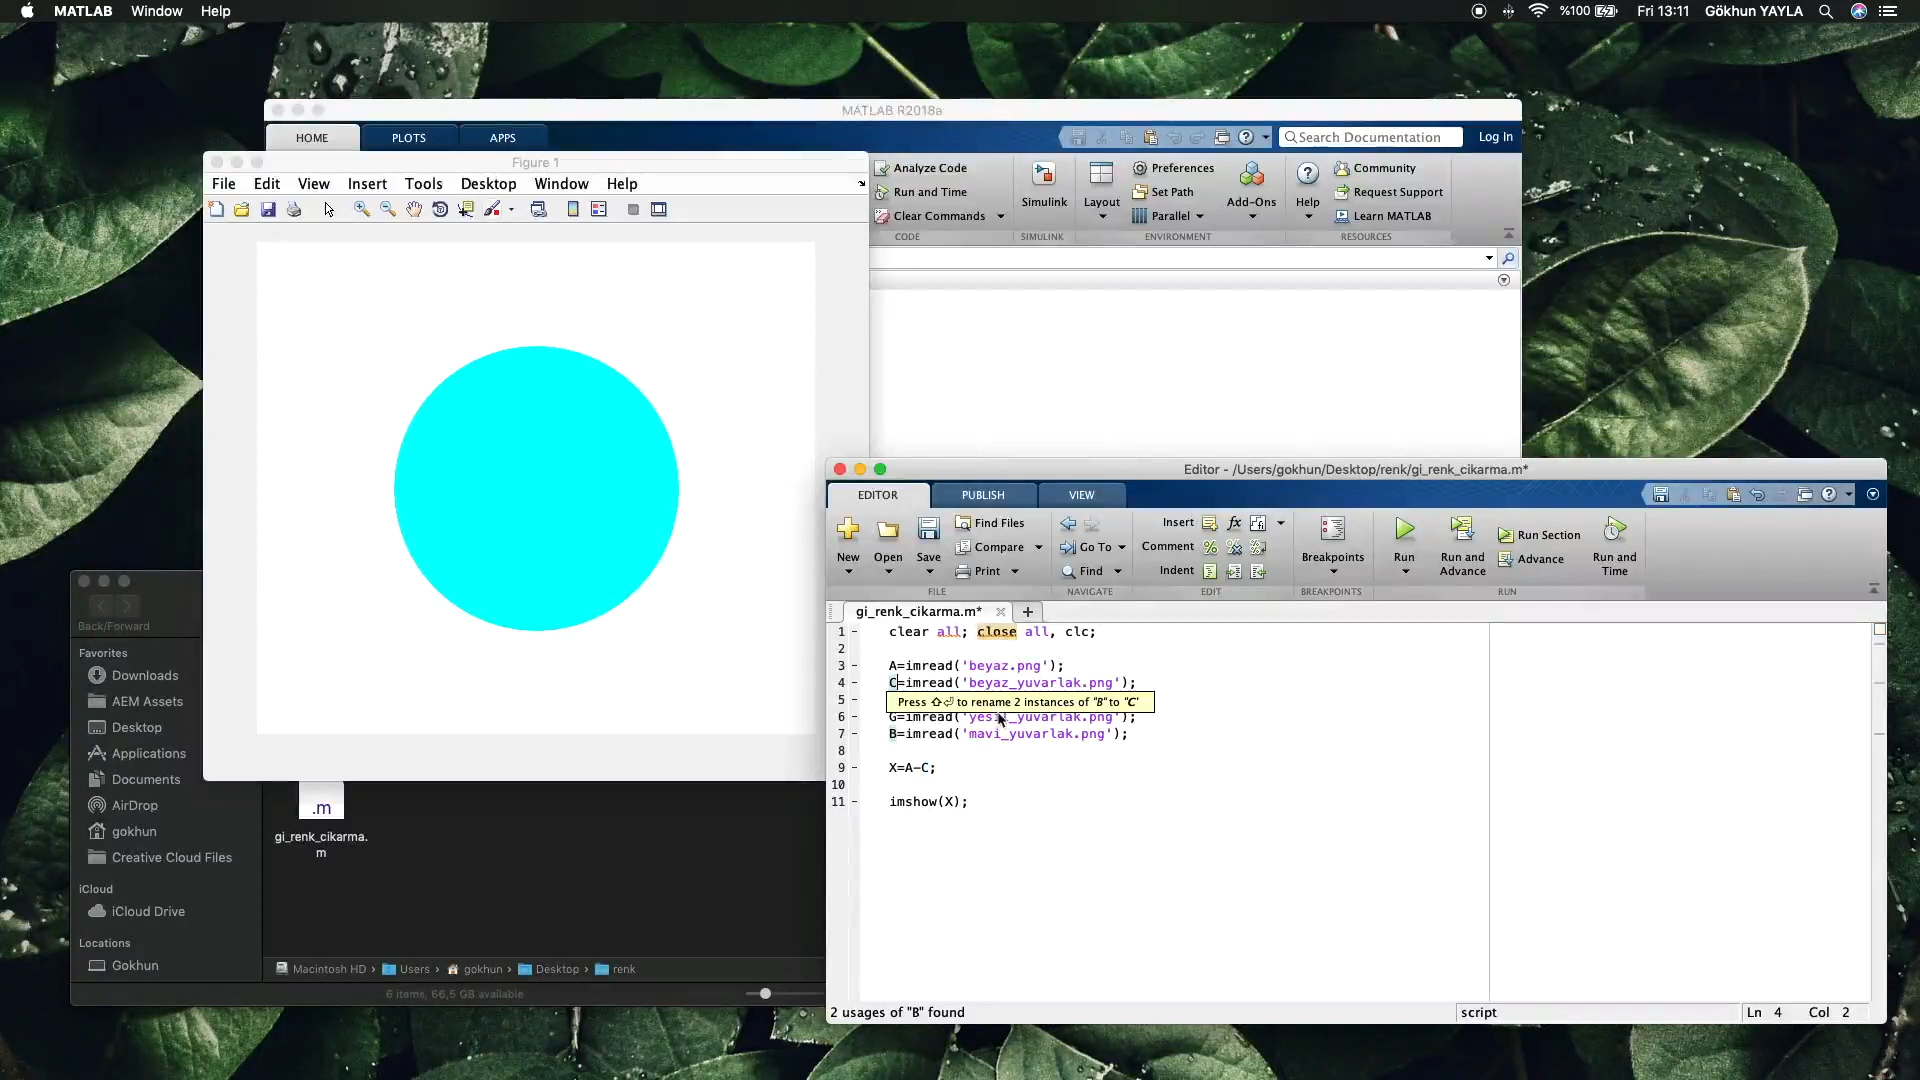 MATLAB Window Help
%100 Fri 13:11 Gökhun YAYLA
MATLAB R2018a
HOME PLOTS APPS
Search Documentation Log In
Analyze Code
Run and Time
Clear Commands
CODE
Simulink
SIMULINK
Layout
Preferences
Set Path
Parallel
Add-Ons
ENVIRONMENT
Help
Community
Request Support
Learn MATLAB
RESOURCES
Figure 1
File Edit View Insert Tools Desktop Window Help
Back/Forward
Favorites
Downloads
AEM Assets
Desktop
Applications
Documents
AirDrop
gokhun
Creative Cloud Files
iCloud
iCloud Drive
Locations
Gokhun
.m
gi_renk_cikarma.
m
Macintosh HD › Users › gokhun › Desktop › renk
6 items, 66,5 GB available
Editor - /Users/gokhun/Desktop/renk/gi_renk_cikarma.m*
EDITOR PUBLISH VIEW
New Open Save
Find Files
Compare
Print
FILE
Go To
Find
NAVIGATE
Insert fx
Comment
Indent
EDIT
Breakpoints
BREAKPOINTS
Run
Run and
Advance
Run Section
Advance
Run and
Time
RUN
gi_renk_cikarma.m*
1 - clear all; close all, clc;
2
3 - A=imread('beyaz.png');
4 - C=imread('beyaz_yuvarlak.png');
5 - Press ⇧⏎ to rename 2 instances of "B" to "C"
6 - G=imread('yesil_yuvarlak.png');
7 - B=imread('mavi_yuvarlak.png');
8
9 - X=A-C;
10
11 - imshow(X);
2 usages of "B" found
script
Ln 4 Col 2